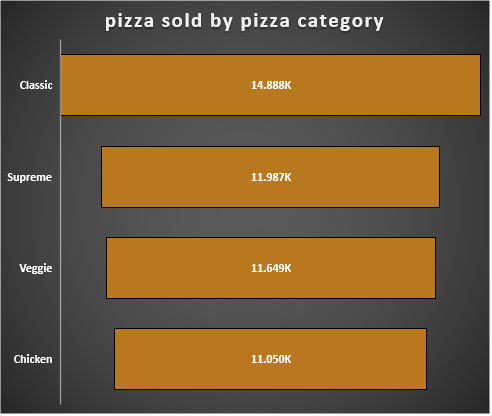 pizza sold by pizza category
Classic 14.888K
Supreme 11.987K
Veggie 11.649K
Chicken 11.050K